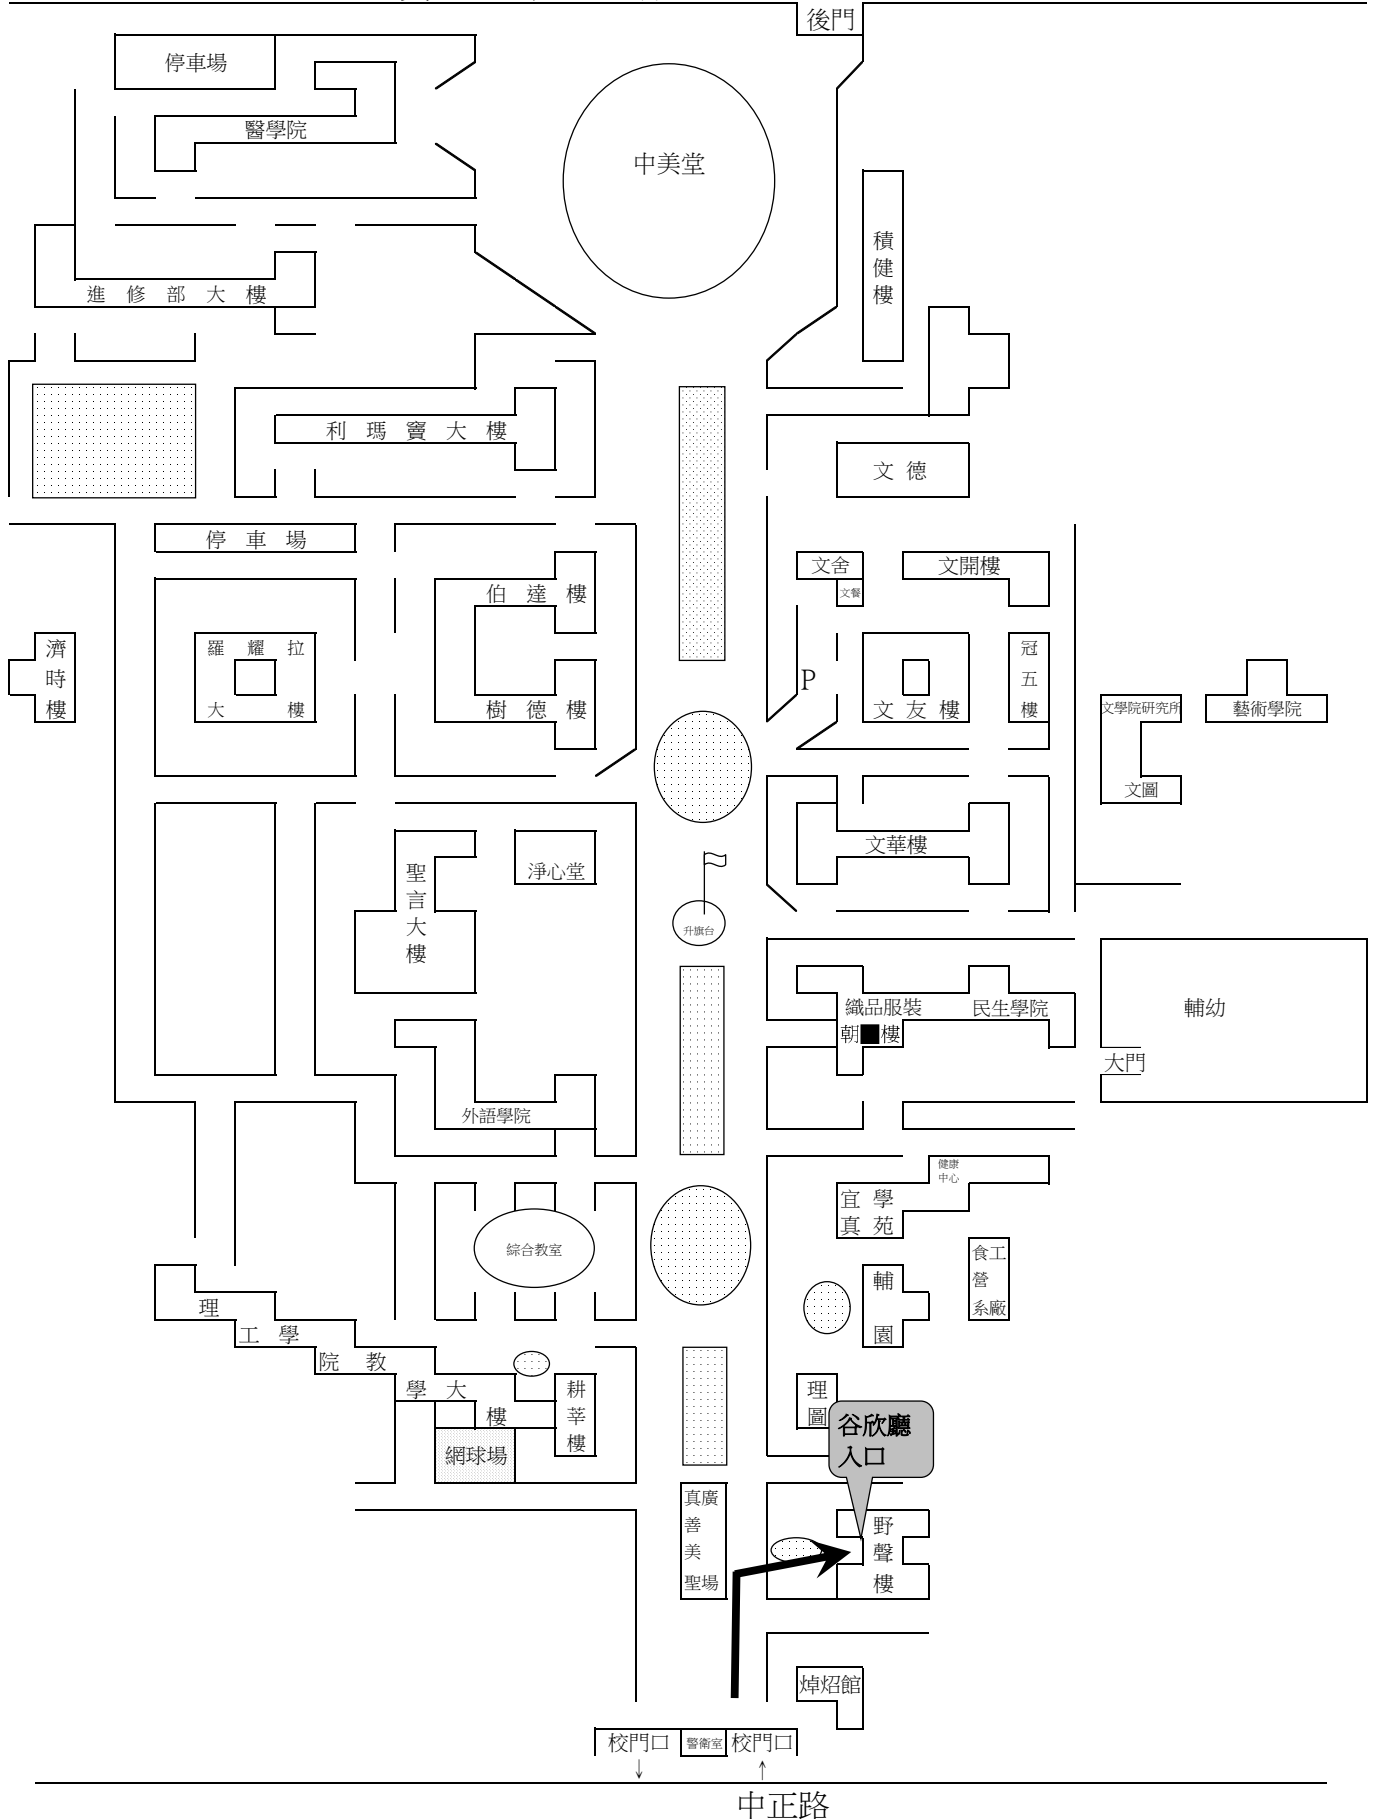 後門
停車場
醫學院
中美堂
積健樓
進修部大樓
利瑪竇大樓
文德
停車場
伯達樓
文舍
文餐
文開樓
濟時樓
羅耀拉
大樓
樹德樓
P
文友樓
冠五樓
文學院研究所
藝術學院
文圖
文華樓
聖言大樓
淨心堂
升旗台
織品服裝
民生學院
朝 樓
輔幼
大門
外語學院
健康
中心
宜學
真苑
綜合教室
食工
營
系廠
輔園
理
工學
院教
學大
樓
耕莘樓
理圖
谷欣廳
入口
網球場
真廣
善
美
聖場
野聲樓
焯炤館
校門口
警衛室
校門口
↓
↑
中正路